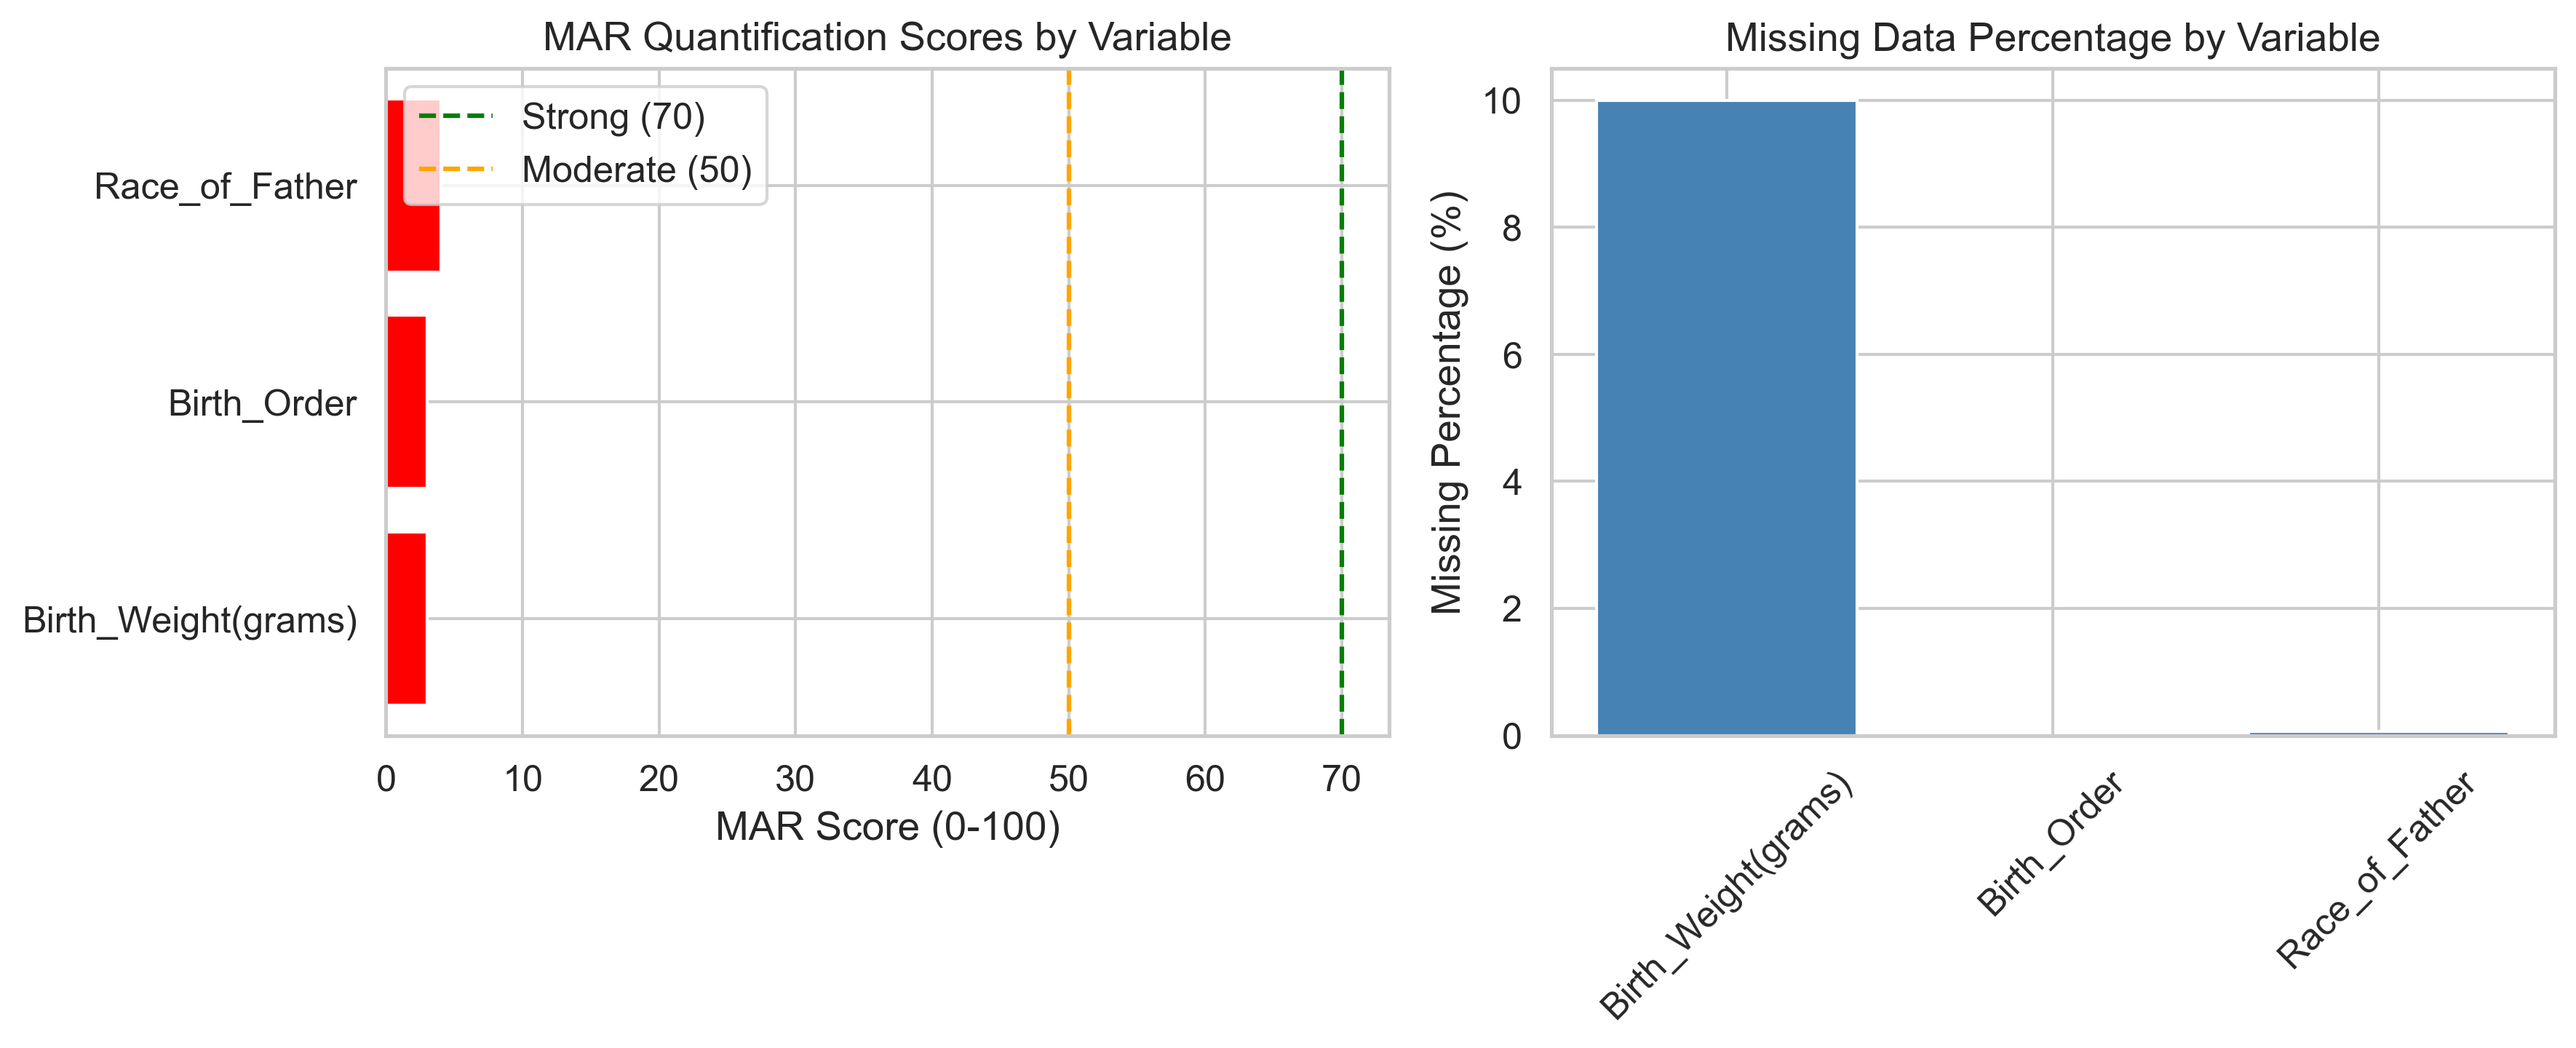 MAR Quantification Scores by Variable
Strong (70)
Moderate (50)
Race_of_Father
Birth_Order
Birth_Weight(grams)
0 10 20 30 40 50 60 70
MAR Score (0-100)
Missing Data Percentage by Variable
Missing Percentage (%)
10
8
6
4
2
0
Birth_Weight(grams)
Birth_Order
Race_of_Father